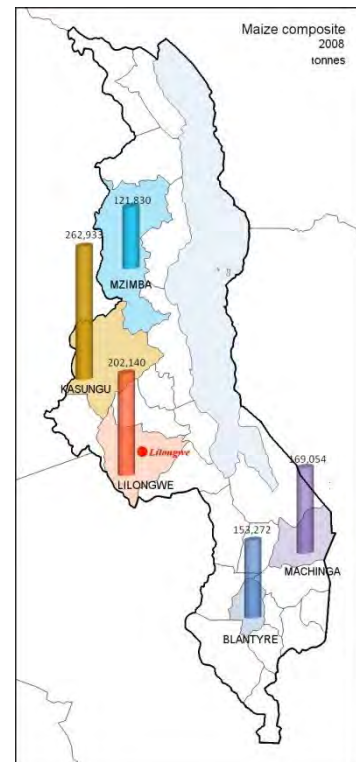 Maize composite
2008
tonnes
121,830
262,933
MZIMBA
202,140
KASUNGU
Lilongwe
LILONGWE
169,054
153,272
MACHINGA
BLANTYRE